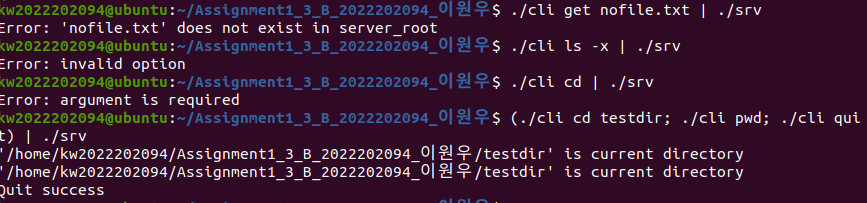 kw2022202094@ubuntu:~/Assignment1_3_B_2022202094_이원우$ ./cli get nofile.txt | ./srv
Error: 'nofile.txt' does not exist in server_root
kw2022202094@ubuntu:~/Assignment1_3_B_2022202094_이원우$ ./cli ls -x | ./srv
Error: invalid option
kw2022202094@ubuntu:~/Assignment1_3_B_2022202094_이원우$ ./cli cd | ./srv
Error: argument is required
kw2022202094@ubuntu:~/Assignment1_3_B_2022202094_이원우$ (./cli cd testdir; ./cli pwd; ./cli qui
t) | ./srv
'/home/kw2022202094/Assignment1_3_B_2022202094_이원우/testdir' is current directory
'/home/kw2022202094/Assignment1_3_B_2022202094_이원우/testdir' is current directory
Quit success